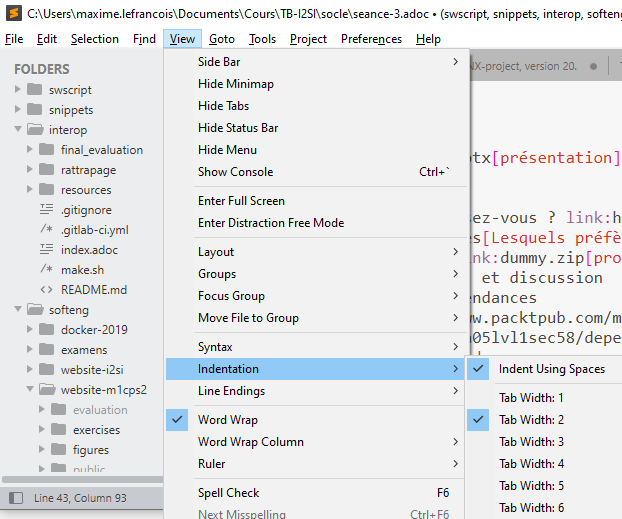 C:\Users\maxime.lefrancois\Documents\Cours\TB-I2SI\socle\seance-3.adoc • (swscript, snippets, interop, softeng
File Edit Selection Find View Goto Tools Project Preferences Help
FOLDERS
swscript
snippets
interop
final_evaluation
rattrapage
resources
.gitignore
.gitlab-ci.yml
index.adoc
make.sh
README.md
softeng
docker-2019
examens
website-i2si
website-m1cps2
evaluation
exercises
figures
public
Line 43, Column 93
Side Bar
Hide Minimap
Hide Tabs
Hide Status Bar
Hide Menu
Show Console Ctrl+`
Enter Full Screen
Enter Distraction Free Mode
Layout
Groups
Focus Group
Move File to Group
Syntax
Indentation
Line Endings
Word Wrap
Word Wrap Column
Ruler
Spell Check F6
Next Misspelling Ctrl+F6
Indent Using Spaces
Tab Width: 1
Tab Width: 2
Tab Width: 3
Tab Width: 4
Tab Width: 5
Tab Width: 6
NX-project, version 20.
tx[présentation]
sez-vous ? link:h
es[Lesquels préfè
nk:dummy.zip[pro
et discussion
endances
ww.packtpub.com/m
05lvl1sec58/depe